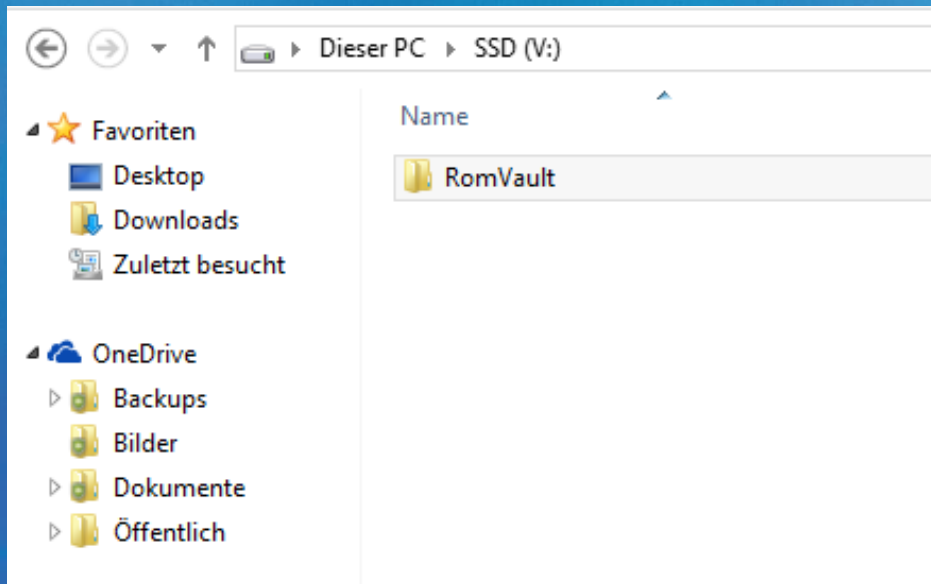 Dieser PC SSD (V:)
Name
RomVault
Favoriten
Desktop
Downloads
Zuletzt besucht
OneDrive
Backups
Bilder
Dokumente
Öffentlich